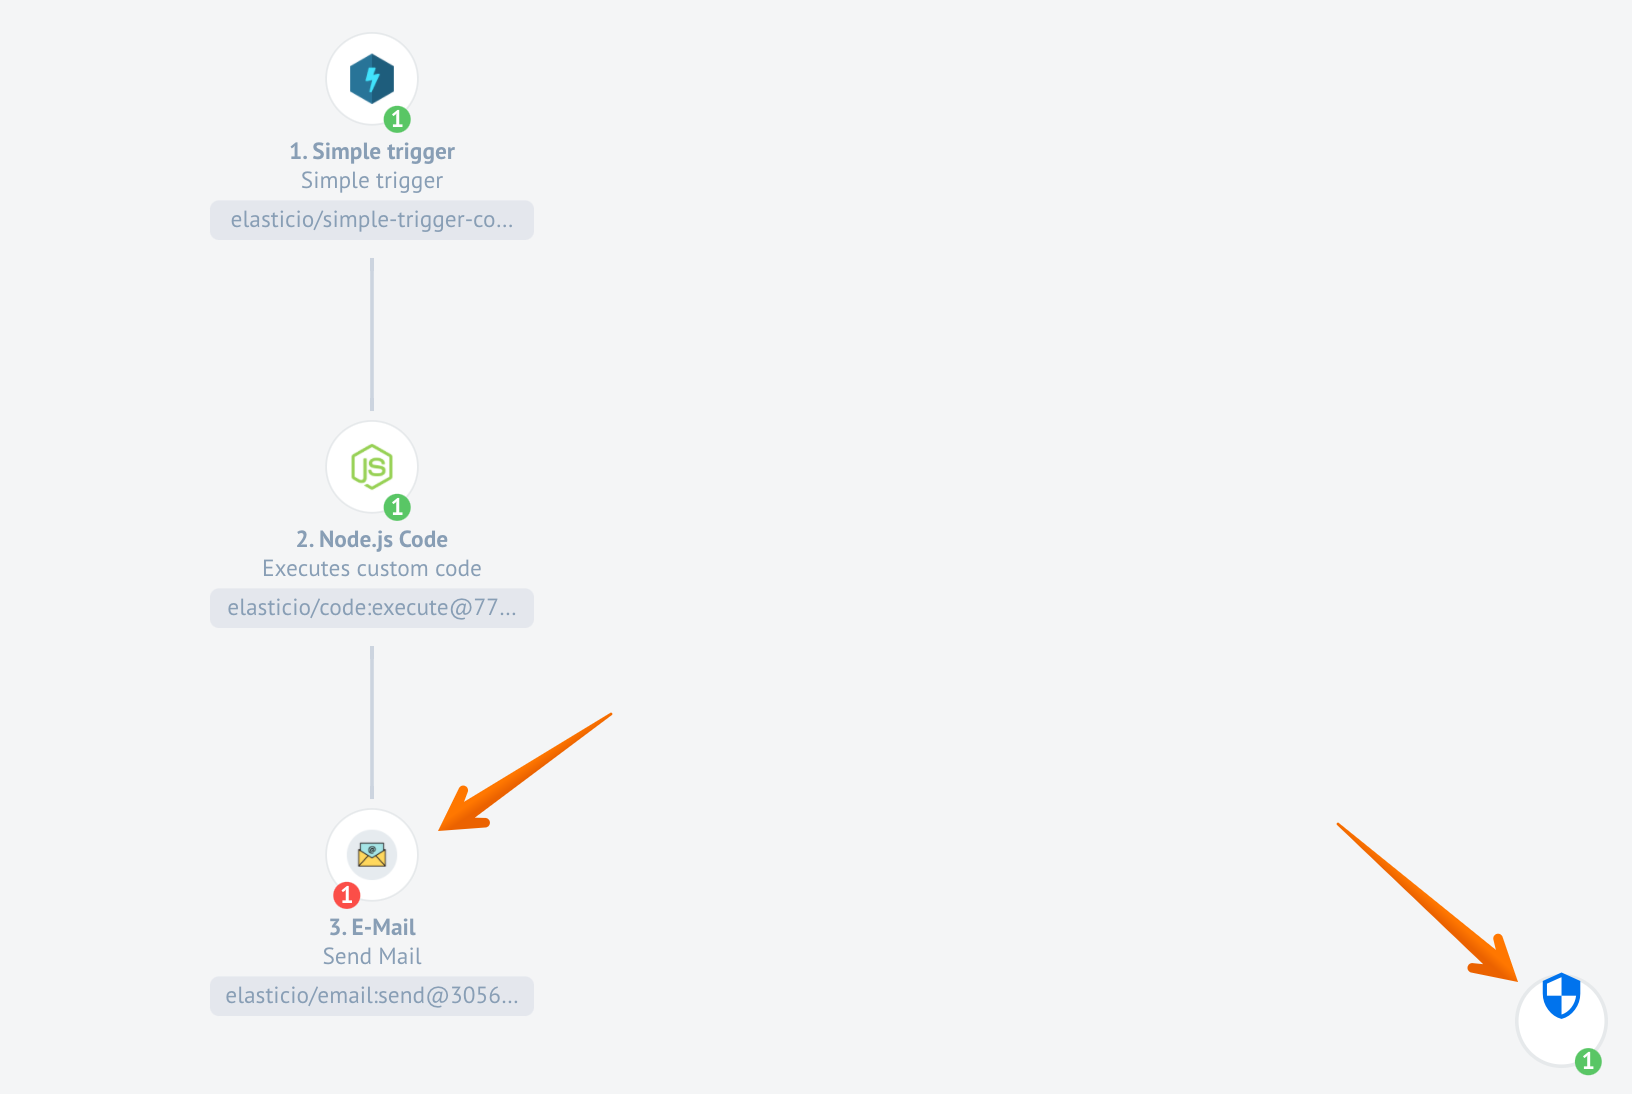 1
1. Simple trigger
Simple trigger
elasticio/simple-trigger-co...
JS
1
2. Node.js Code
Executes custom code
elasticio/code:execute@77...
@
1
3. E-Mail
Send Mail
elasticio/email:send@3056...
1